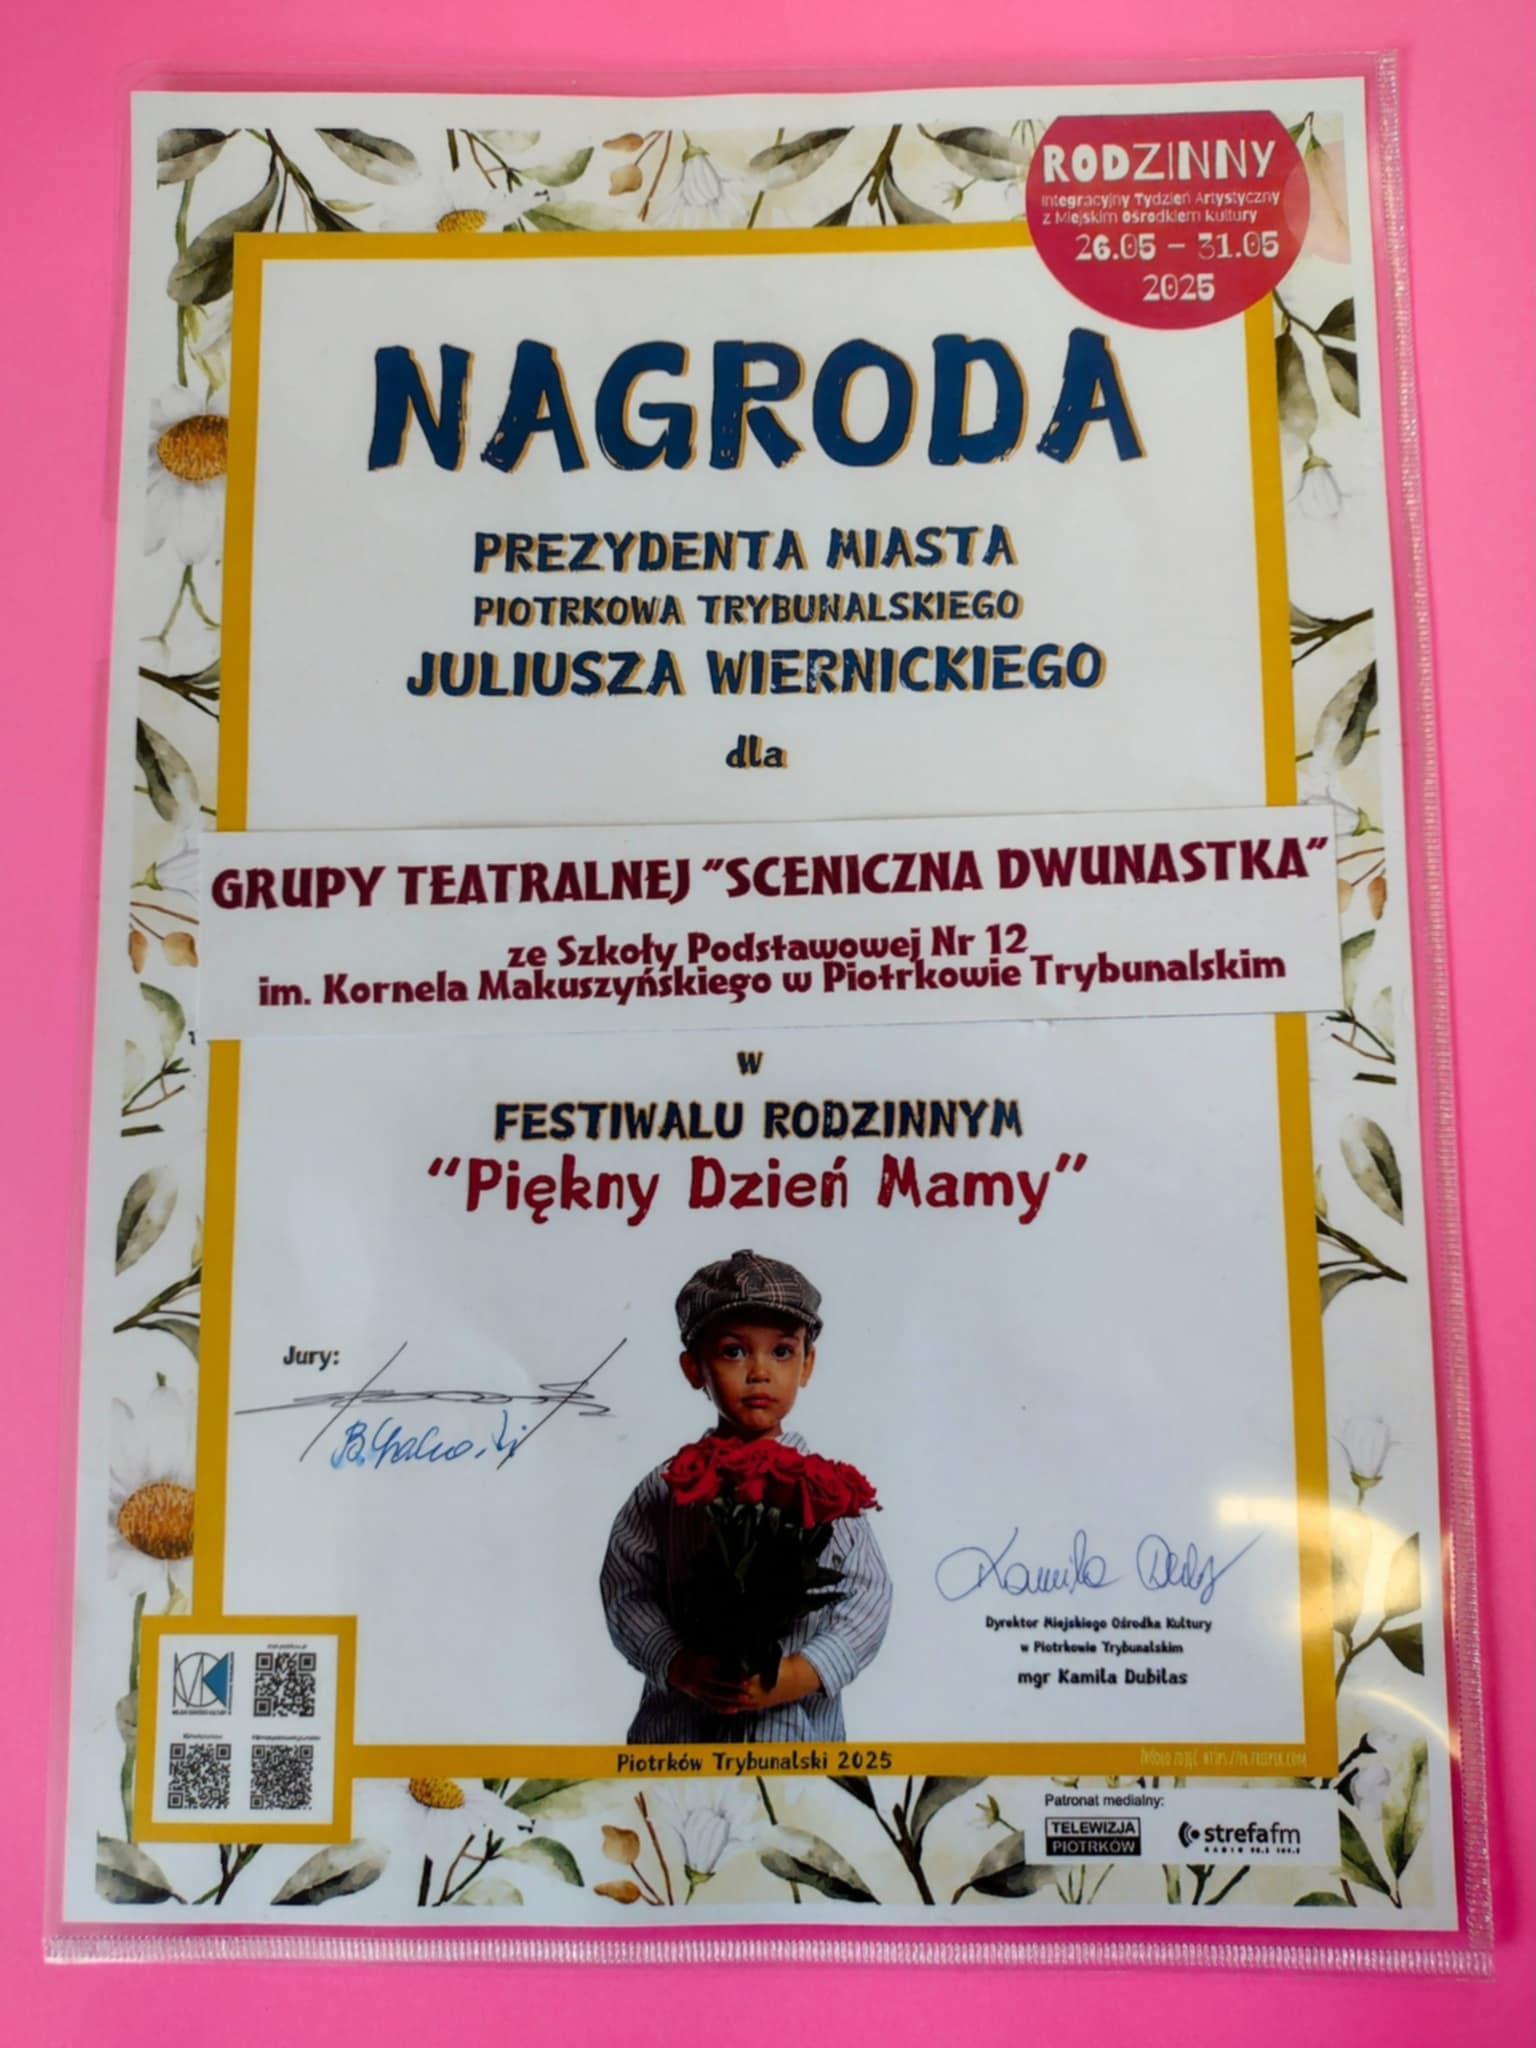 RODZINNY
Integracyjny Tydzień Artystyczny
z Miejskim Ośrodkiem Kultury
26.05 – 31.05
2025
NAGRODA
PREZYDENTA MIASTA
PIOTRKOWA TRYBUNALSKIEGO
JULIUSZA WIERNICKIEGO
dla
GRUPY TEATRALNEJ "SCENICZNA DWUNASTKA"
ze Szkoły Podstawowej Nr 12
im. Kornela Makuszyńskiego w Piotrkowie Trybunalskim
w
FESTIWALU RODZINNYM
“Piękny Dzień Mamy”
Jury:
Kamila
Dyrektor Miejskiego Ośrodka Kultury
w Piotrkowie Trybunalskim
mgr Kamila Dubilas
Piotrków Trybunalski 2025
Patronat medialny:
TELEWIZJA
PIOTRKÓW
strefafm
RADIO